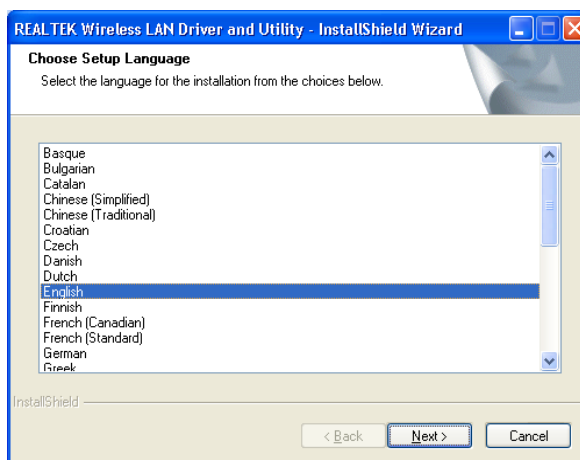 REALTEK Wireless LAN Driver and Utility - InstallShield Wizard
Choose Setup Language
Select the language for the installation from the choices below.
Basque
Bulgarian
Catalan
Chinese (Simplified)
Chinese (Traditional)
Croatian
Czech
Danish
Dutch
English
Finnish
French (Canadian)
French (Standard)
German
Greek
InstallShield
< Back Next > Cancel